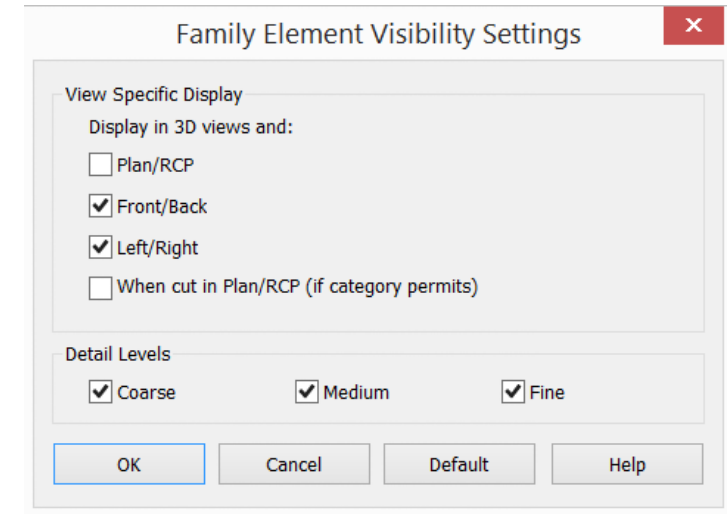 Family Element Visibility Settings
View Specific Display
Display in 3D views and:
Plan/RCP
Front/Back
Left/Right
When cut in Plan/RCP (if category permits)
Detail Levels
Coarse Medium Fine
OK Cancel Default Help